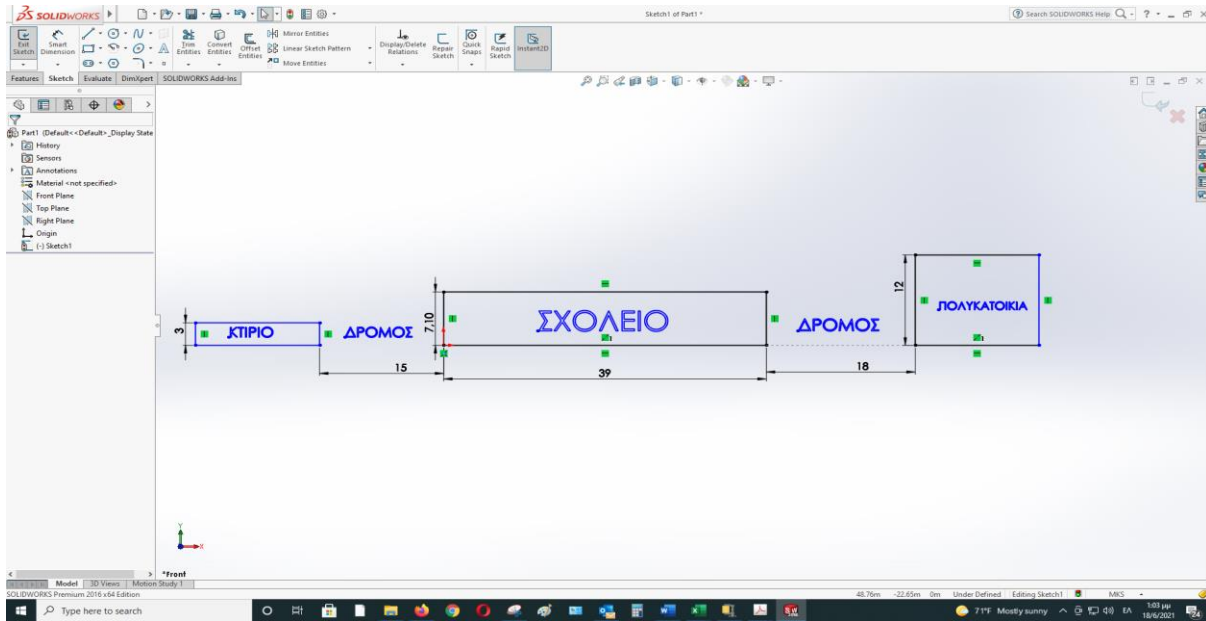 SOLIDWORKS
Sketch1 of Part1 *
Search SOLIDWORKS Help
Exit Sketch
Smart Dimension
Trim Entities
Convert Entities
Offset Entities
Mirror Entities
Linear Sketch Pattern
Move Entities
Display/Delete Relations
Repair Sketch
Quick Snaps
Rapid Sketch
Instant2D
Features Sketch Evaluate DimXpert SOLIDWORKS Add-Ins
Part1 (Default<<Default>_Display State
History
Sensors
Annotations
Material <not specified>
Front Plane
Top Plane
Right Plane
Origin
(-) Sketch1
12
ΠΟΛΥΚΑΤΟΙΚΙΑ
7,10
ΣΧΟΛΕΙΟ
ΔΡΟΜΟΣ
3
ΚΤΙΡΙΟ
ΔΡΟΜΟΣ
15
39
18
Y
X
*Front
Model 3D Views Motion Study 1
SOLIDWORKS Premium 2016 x64 Edition
48.76m -22.65m 0m Under Defined Editing Sketch1 MKS
Type here to search
71°F Mostly sunny
ΕΛ
1:03 μμ
18/6/2021
24